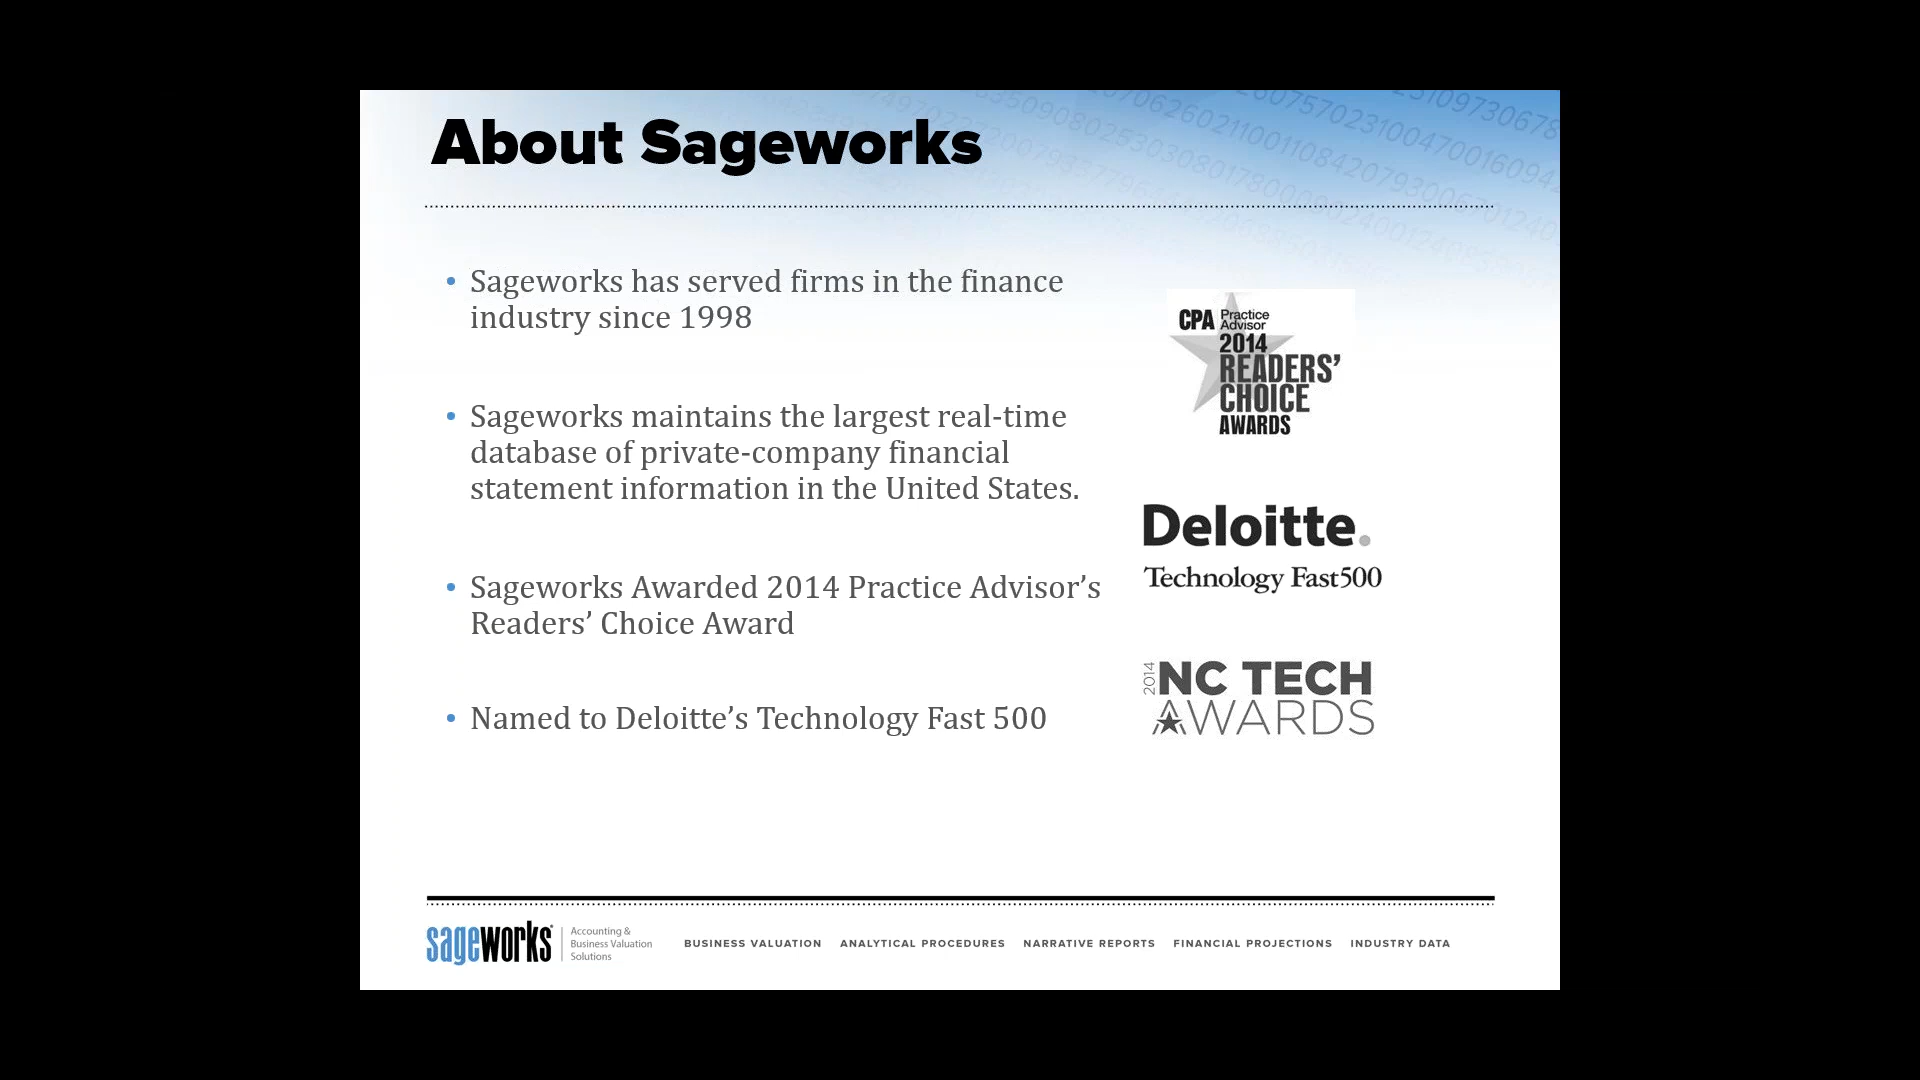 About Sageworks
• Sageworks has served firms in the finance
industry since 1998
• Sageworks maintains the largest real-time
database of private-company financial
statement information in the United States.
• Sageworks Awarded 2014 Practice Advisor’s
Readers’ Choice Award
• Named to Deloitte’s Technology Fast 500
CPA Practice
Advisor
2014
READERS’
CHOICE
AWARDS
Deloitte.
Technology Fast500
2014 NC TECH
AWARDS
sageworks
Accounting &
Business Valuation
Solutions
BUSINESS VALUATION ANALYTICAL PROCEDURES NARRATIVE REPORTS FINANCIAL PROJECTIONS INDUSTRY DATA